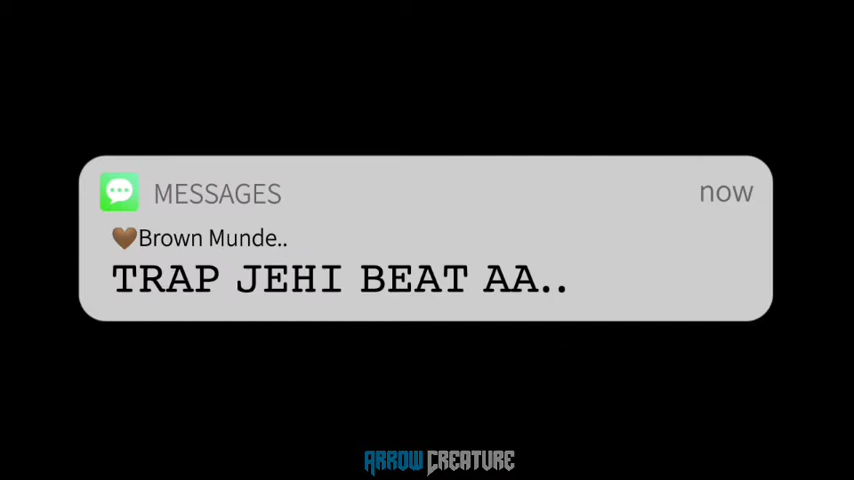 MESSAGES
now
🤎Brown Munde..
TRAP JEHI BEAT AA..
ARROW CREATURE